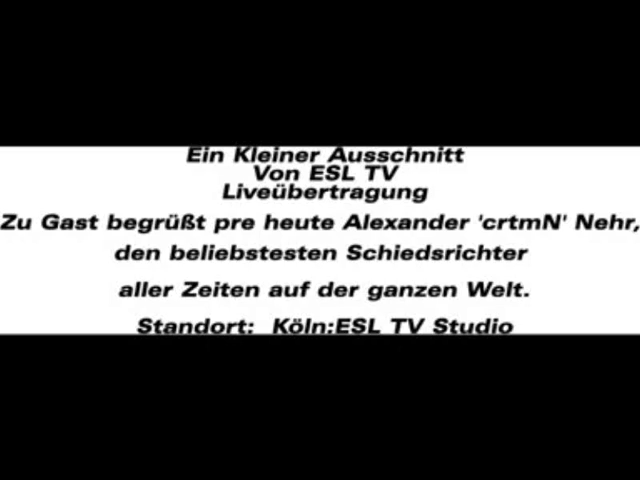 Ein Kleiner Ausschnitt
Von ESL TV
Liveübertragung
Zu Gast begrüßt pre heute Alexander 'crtmN' Nehr,
den beliebstesten Schiedsrichter
aller Zeiten auf der ganzen Welt.
Standort: Köln:ESL TV Studio